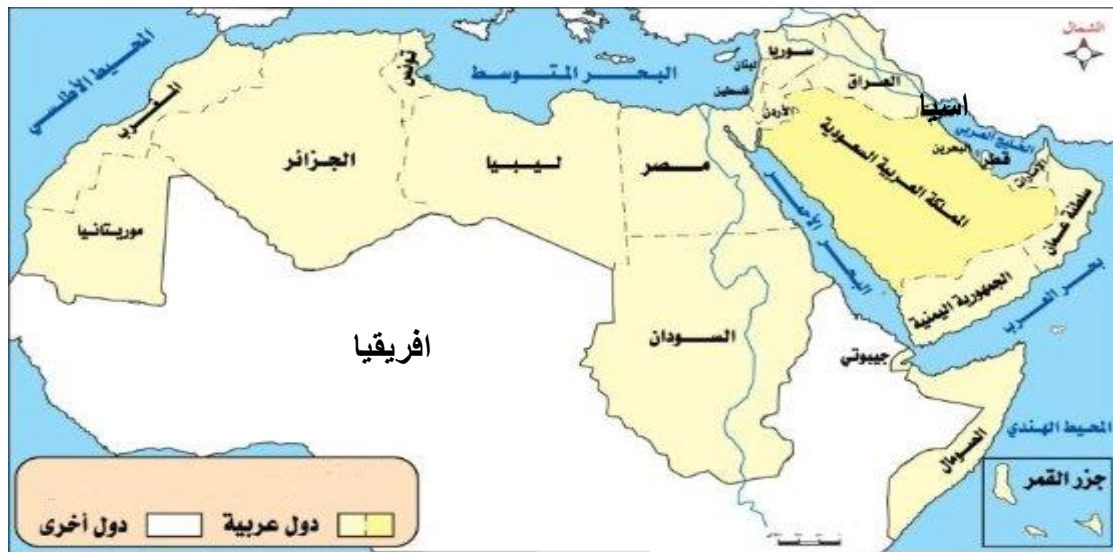 الشمال
المحيط الأطلسي
البحر المتوسط
سوريا
لبنان
العراق
فلسطين
الأردن
اسيا
الخليج العربي
تونس
المغرب
الجزائر
ليبيا
مصر
المملكة العربية السعودية
البحرين
قطر
الإمارات
سلطنة عمان
موريتانيا
البحر الأحمر
الجمهورية اليمنية
بحر العرب
افريقيا
السودان
جيبوتي
الصومال
المحيط الهندي
جزر القمر
دول عربية
دول أخرى